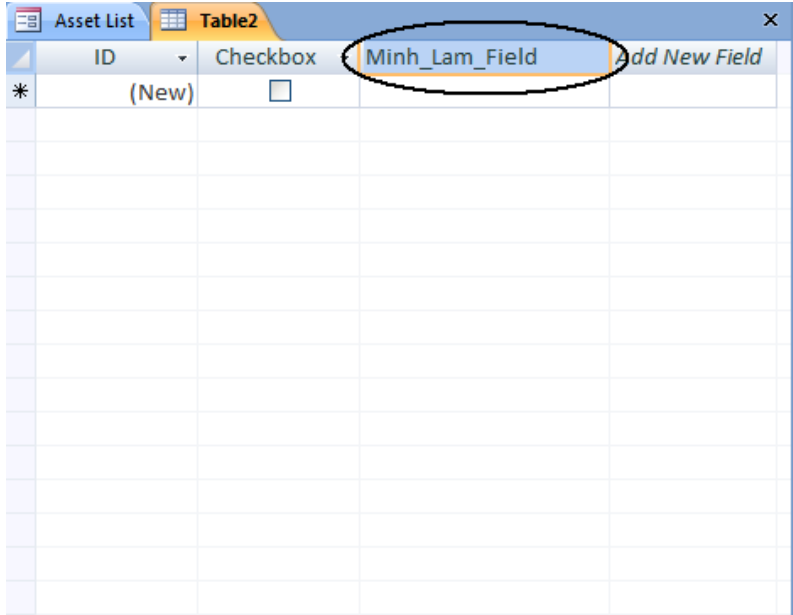 Asset List Table2
ID Checkbox Minh_Lam_Field Add New Field
(New)